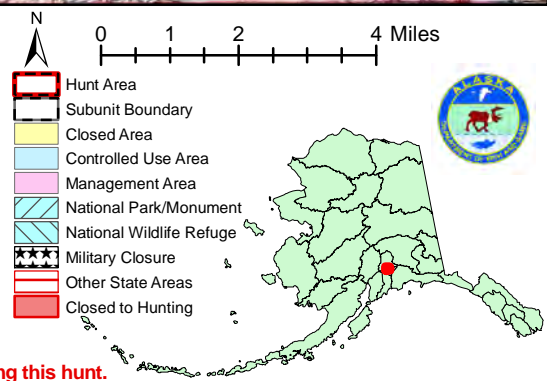 N
0 2 4 Miles
Hunt Area
Subunit Boundary
Closed Area
Controlled Use Area
Management Area
National Park/Monument
National Wildlife Refuge
Military Closure
Other State Areas
Closed to Hunting
ALASKA
ng this hunt.